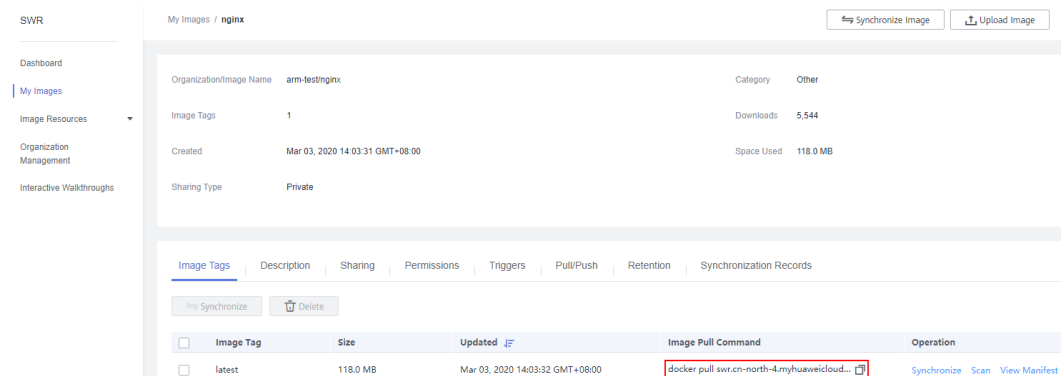 SWR
My Images / nginx
Synchronize Image
Upload Image
Dashboard
My Images
Image Resources
Organization
Management
Interactive Walkthroughs
Organization/Image Name arm-test/nginx
Category Other
Image Tags 1
Downloads 5,544
Created Mar 03, 2020 14:03:31 GMT+08:00
Space Used 118.0 MB
Sharing Type Private
Image Tags Description Sharing Permissions Triggers Pull/Push Retention Synchronization Records
Synchronize Delete
Image Tag Size Updated Image Pull Command Operation
latest 118.0 MB Mar 03, 2020 14:03:32 GMT+08:00 docker pull swr.cn-north-4.myhuaweicloud... Synchronize Scan View Manifest